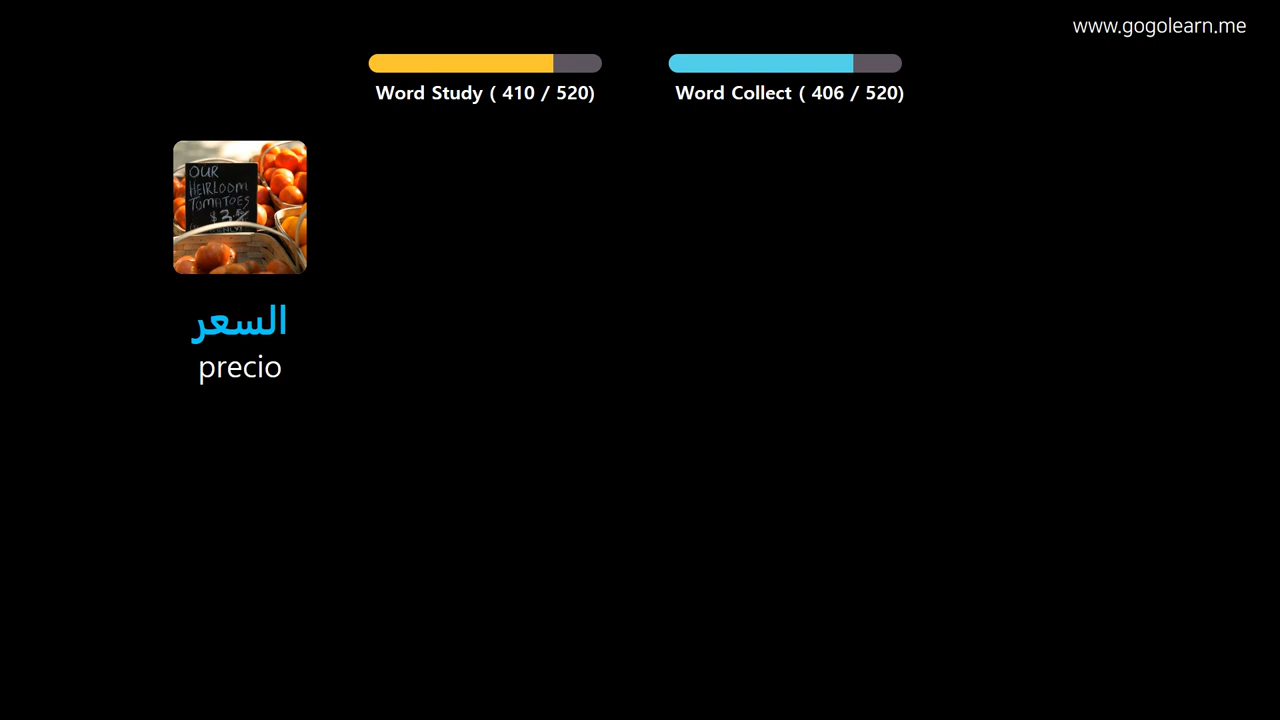 www.gogolearn.me
Word Study ( 410 / 520)
Word Collect ( 406 / 520)
OUR
HEIRLOOM
TOMATOES
السعر
precio